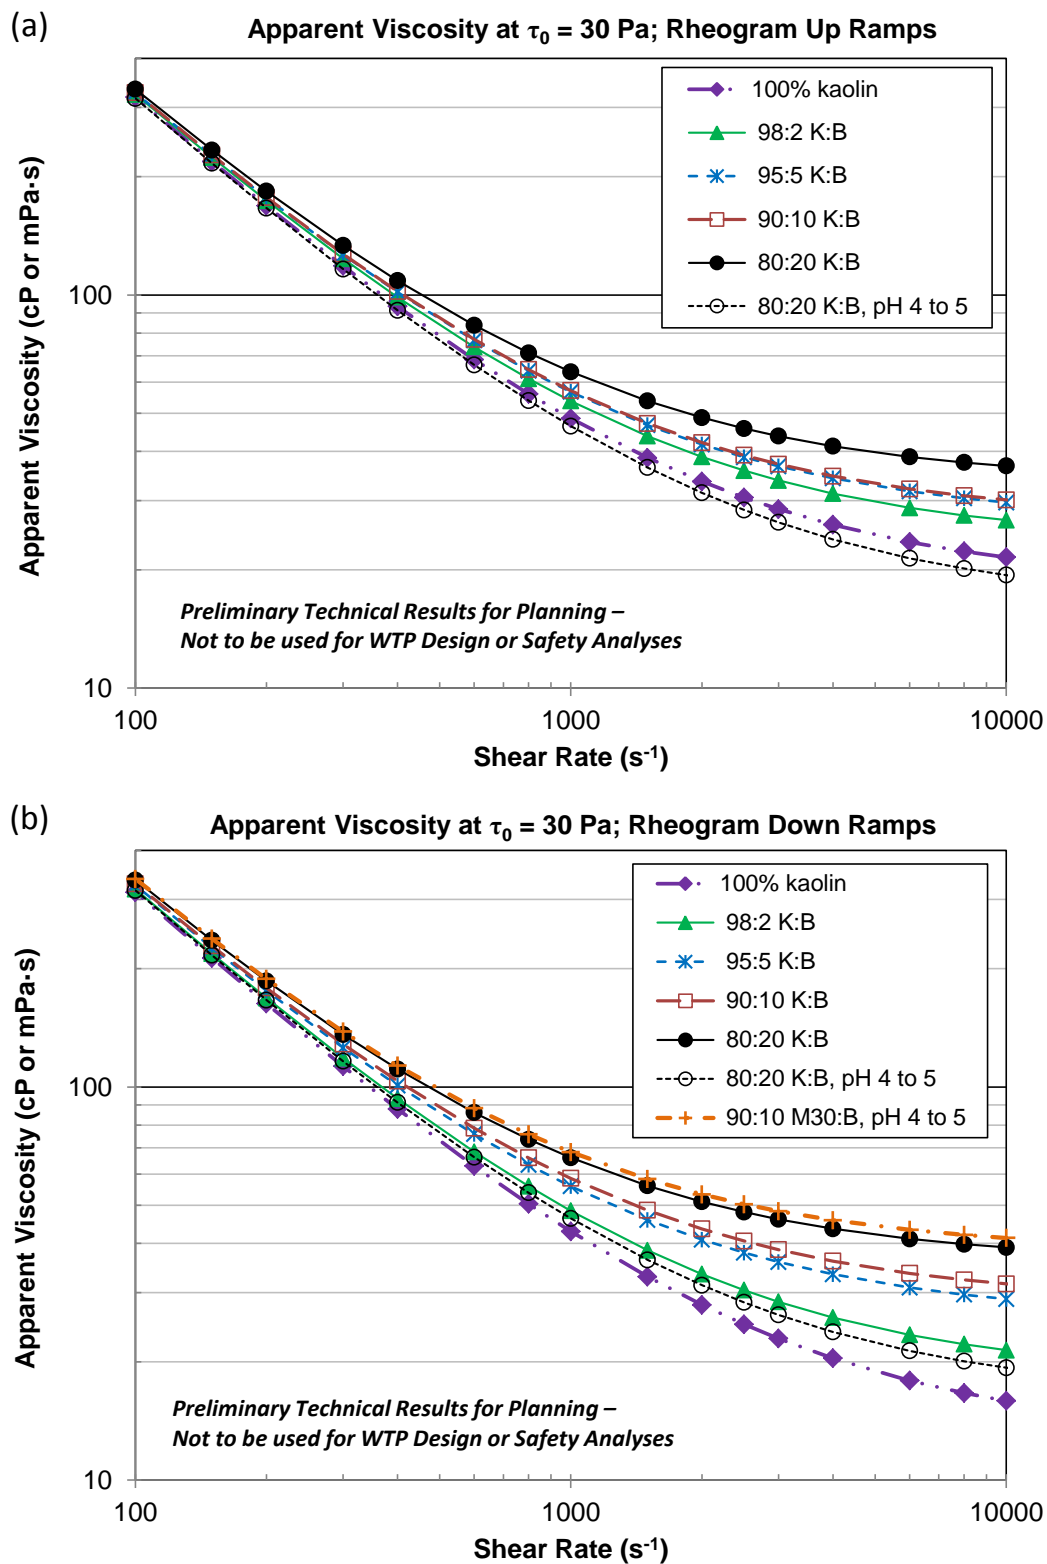 (a)
Apparent Viscosity at τ₀ = 30 Pa; Rheogram Up Ramps
Apparent Viscosity (cP or mPa·s)
100
10
100% kaolin
98:2 K:B
95:5 K:B
90:10 K:B
80:20 K:B
80:20 K:B, pH 4 to 5
Preliminary Technical Results for Planning –
Not to be used for WTP Design or Safety Analyses
100 1000 10000
Shear Rate (s⁻¹)
(b)
Apparent Viscosity at τ₀ = 30 Pa; Rheogram Down Ramps
Apparent Viscosity (cP or mPa·s)
100
10
100% kaolin
98:2 K:B
95:5 K:B
90:10 K:B
80:20 K:B
80:20 K:B, pH 4 to 5
90:10 M30:B, pH 4 to 5
Preliminary Technical Results for Planning –
Not to be used for WTP Design or Safety Analyses
100 1000 10000
Shear Rate (s⁻¹)